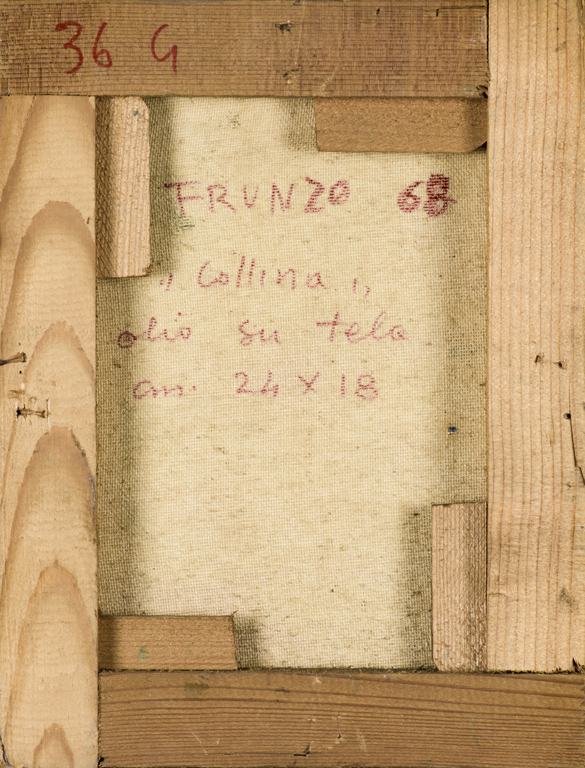 36 G
FRUNZO 68
"Collina"
olio su tela
cm. 24 x 18